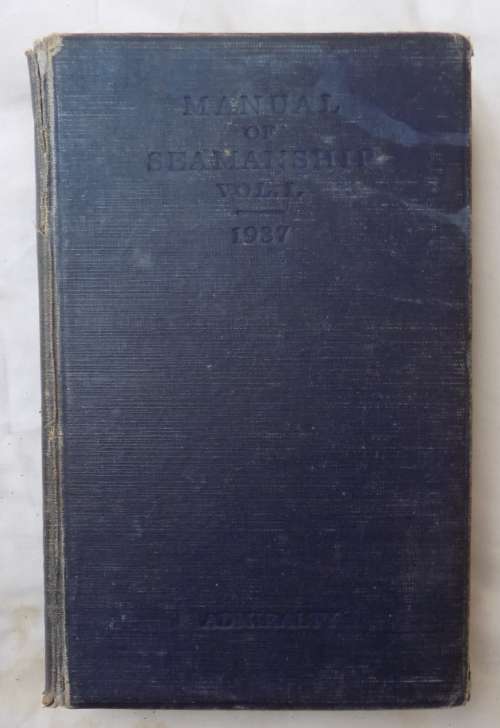 MANUAL
OF
SEAMANSHIP
VOL. I.
1937
ADMIRALTY